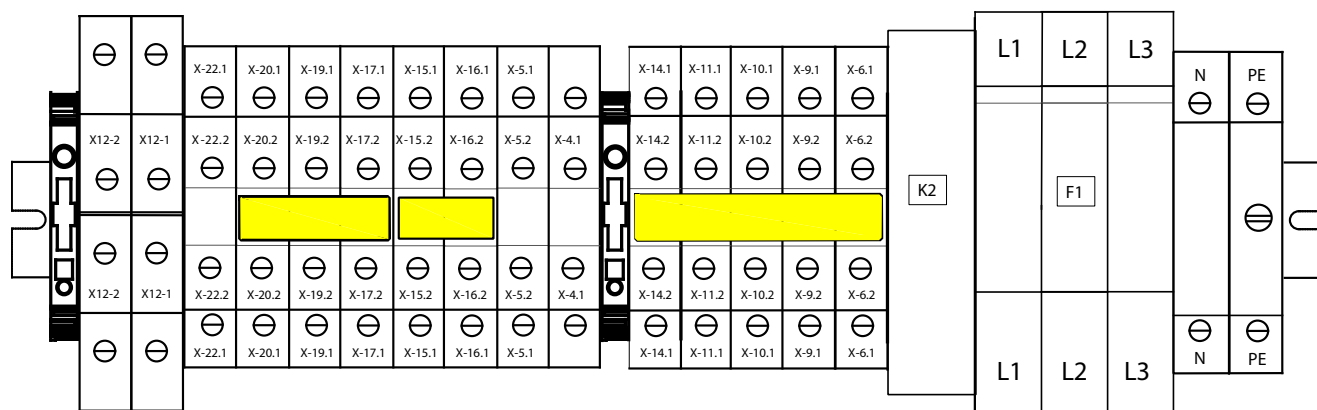 L1 L2 L3
X-22.1 X-20.1 X-19.1 X-17.1 X-15.1 X-16.1 X-5.1 X-14.1 X-11.1 X-10.1 X-9.1 X-6.1 N PE
X12-2 X12-1 X-22.2 X-20.2 X-19.2 X-17.2 X-15.2 X-16.2 X-5.2 X-4.1 X-14.2 X-11.2 X-10.2 X-9.2 X-6.2
K2 F1
X12-2 X12-1 X-22.2 X-20.2 X-19.2 X-17.2 X-15.2 X-16.2 X-5.2 X-4.1 X-14.2 X-11.2 X-10.2 X-9.2 X-6.2
X-22.1 X-20.1 X-19.1 X-17.1 X-15.1 X-16.1 X-5.1 X-14.1 X-11.1 X-10.1 X-9.1 X-6.1 N PE
L1 L2 L3